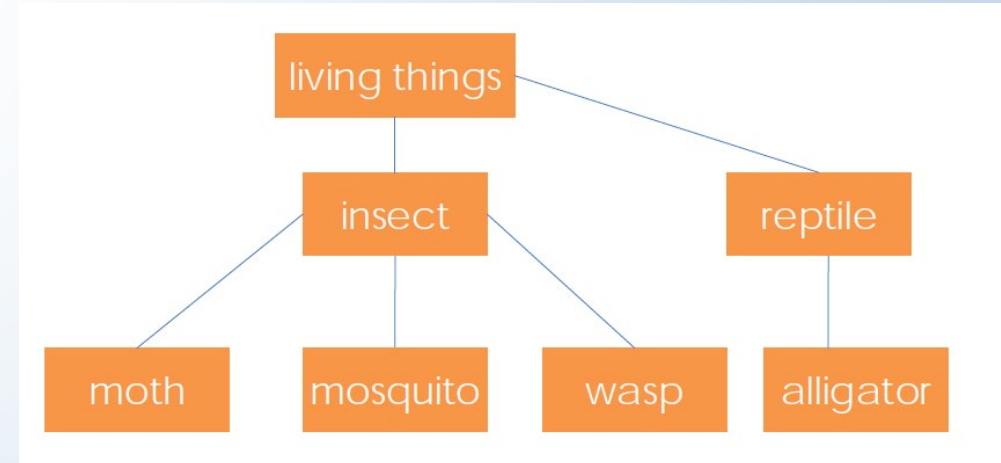 living things
insect
reptile
moth
mosquito
wasp
alligator